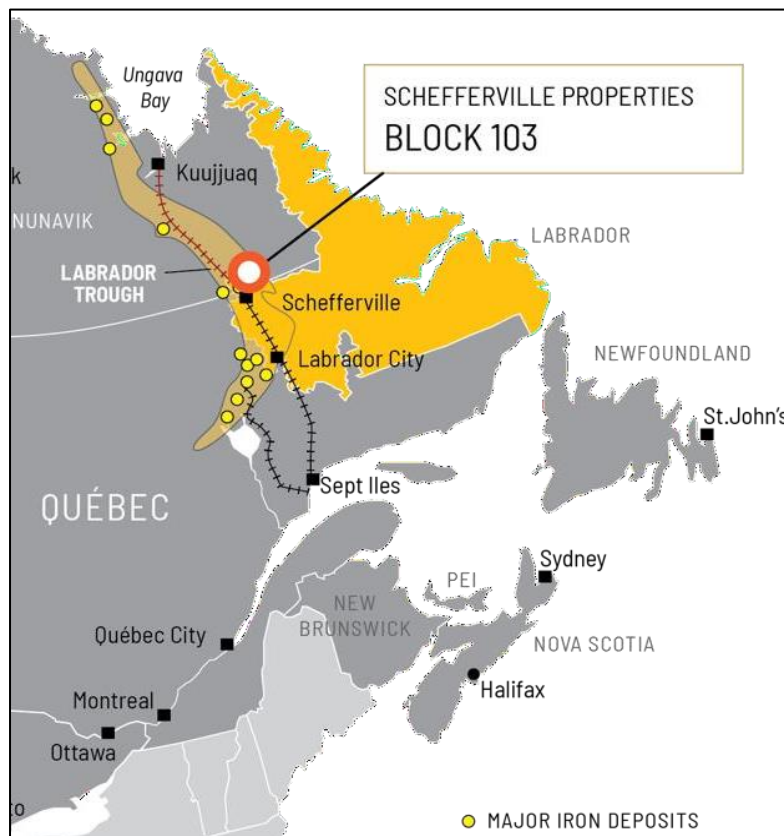 Ungava
Bay
SCHEFFERVILLE PROPERTIES
BLOCK 103
Kuujjuaq
NUNAVIK
LABRADOR
LABRADOR
TROUGH
Schefferville
Labrador City
NEWFOUNDLAND
St.John's
Sept Iles
QUÉBEC
Sydney
PEI
NEW
BRUNSWICK
Québec City
NOVA SCOTIA
Halifax
Montreal
Ottawa
MAJOR IRON DEPOSITS